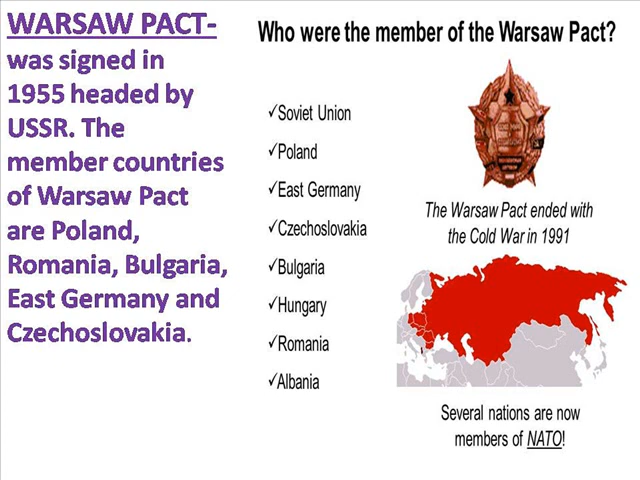 WARSAW PACT-
was signed in
1955 headed by
USSR. The
member countries
of Warsaw Pact
are Poland,
Romania, Bulgaria,
East Germany and
Czechoslovakia.
Who were the member of the Warsaw Pact?
✓Soviet Union
✓Poland
✓East Germany
✓Czechoslovakia
✓Bulgaria
✓Hungary
✓Romania
✓Albania
The Warsaw Pact ended with
the Cold War in 1991
Several nations are now
members of NATO!